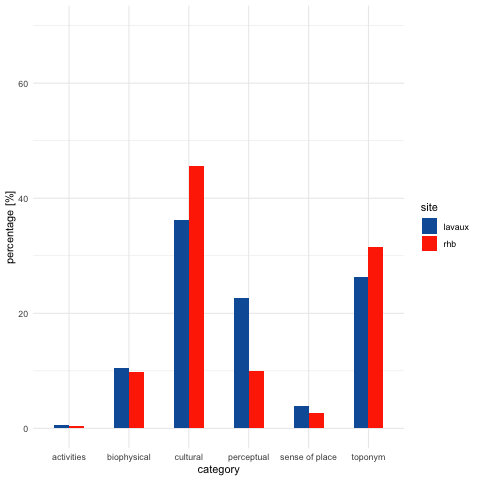 60
40
20
0
percentage [%]
activities biophysical cultural perceptual sense of place toponym
category
site
lavaux
rhb